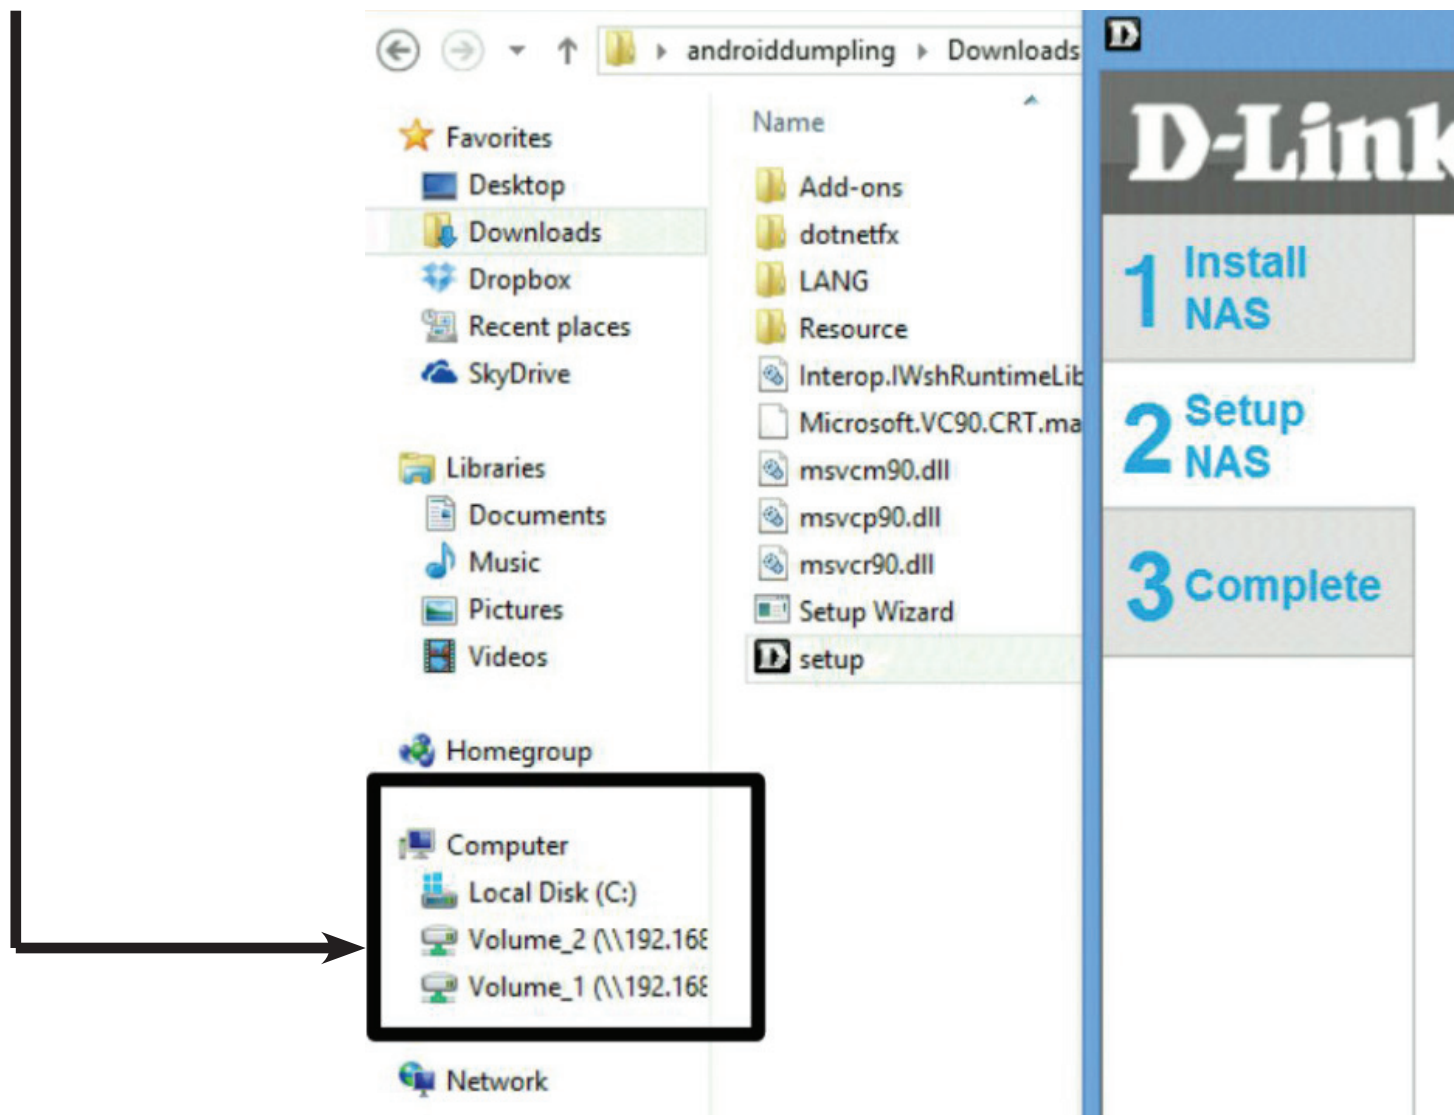 androiddumpling Downloads
Favorites
Desktop
Downloads
Dropbox
Recent places
SkyDrive
Libraries
Documents
Music
Pictures
Videos
Homegroup
Computer
Local Disk (C:)
Volume_2 (\\192.168
Volume_1 (\\192.168
Network
Name
Add-ons
dotnetfx
LANG
Resource
Interop.IWshRuntimeLib
Microsoft.VC90.CRT.ma
msvcm90.dll
msvcp90.dll
msvcr90.dll
Setup Wizard
setup
D
D-Link
1 Install
NAS
2 Setup
NAS
3 Complete